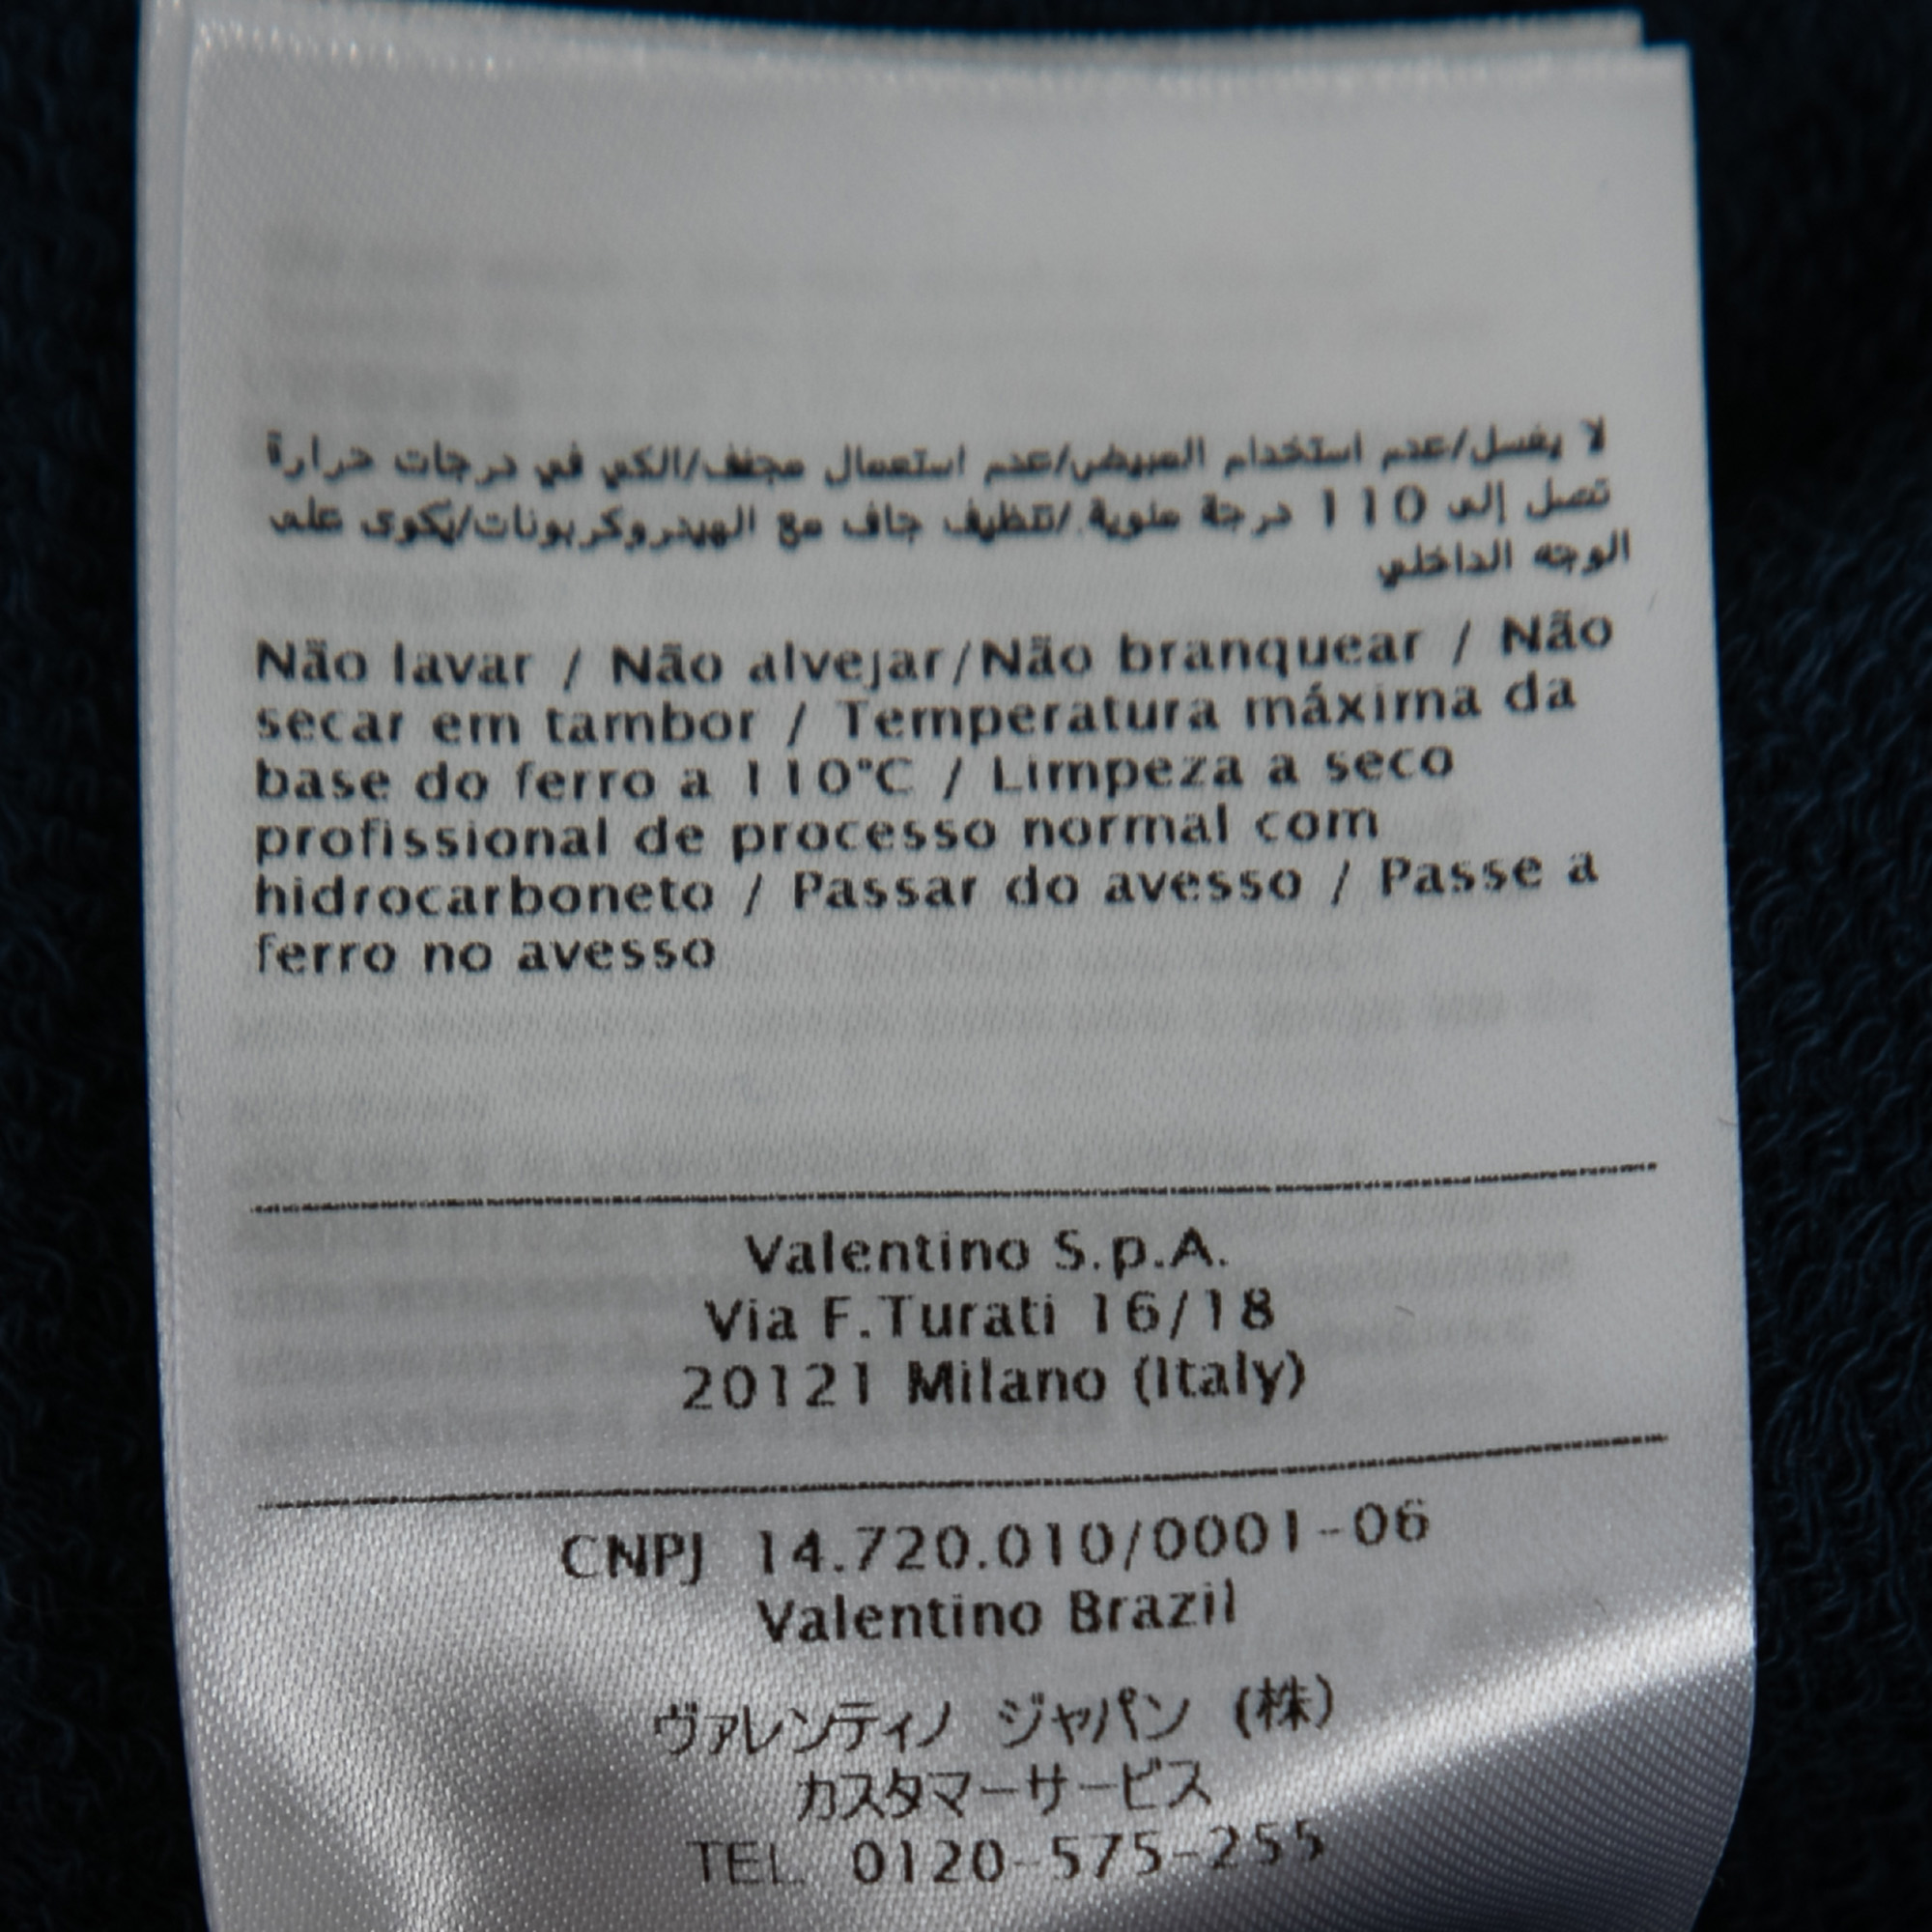 لا يغسل/عدم استخدام المبيض/عدم استعمال مجفف/الكي في درجات حرارة
تصل إلى 110 درجة مئوية./تنظيف جاف مع الهيدروكربونات/يكوى على
الوجه الداخلي
Não lavar / Não alvejar/Não branquear / Não
secar em tambor / Temperatura máxima da
base do ferro a 110°C / Limpeza a seco
profissional de processo normal com
hidrocarboneto / Passar do avesso / Passe a
ferro no avesso
Valentino S.p.A.
Via F.Turati 16/18
20121 Milano (Italy)
CNPJ 14.720.010/0001-06
Valentino Brazil
ヴァレンティノ ジャパン (株)
カスタマーサービス
TEL. 0120-575-255